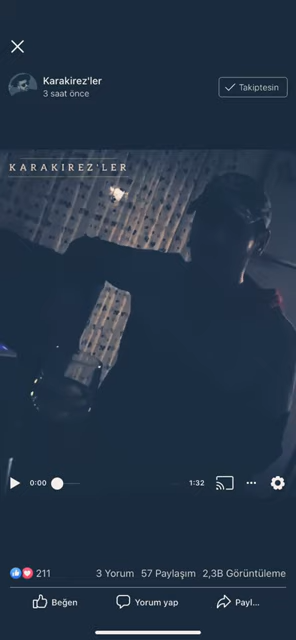 Karakirez'ler
3 saat önce
Takiptesin
KARAKIREZ'LER
0:00
1:32
211
3 Yorum 57 Paylaşım 2,3B Görüntüleme
Beğen
Yorum yap
Payl...